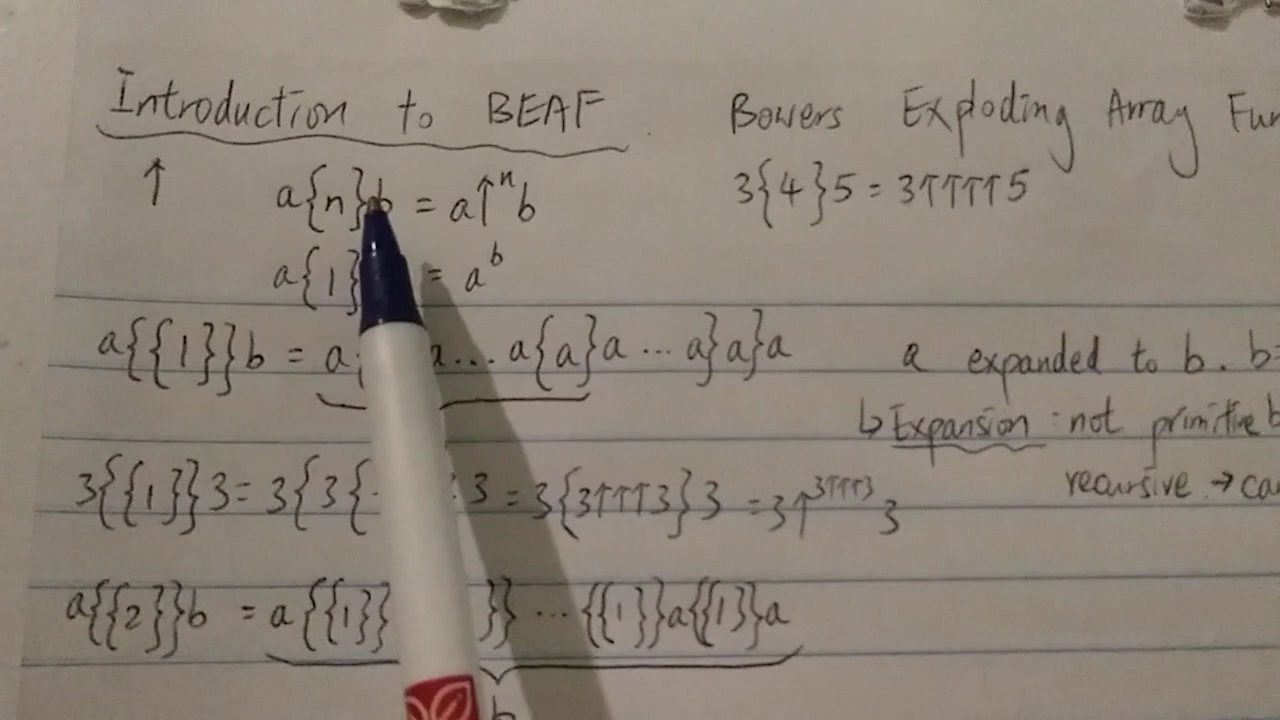 Introduction to BEAF Bowers Exploding Array Fun
↑ a{n}b = a↑ⁿb 3{4}5 = 3↑↑↑↑5
a{1} = aᵇ
a{{1}}b = a a... a{a}a ... a}a}a a expanded to b. b=
↳ Expansion : not primitive
3{{1}}3 = 3{3{ 3 = 3{3↑↑↑3}3 = 3↑³↑↑↑³ 3 recursive → ca
a{{2}}b = a{{1}} }} ... {{1}}a{{1}}a
b